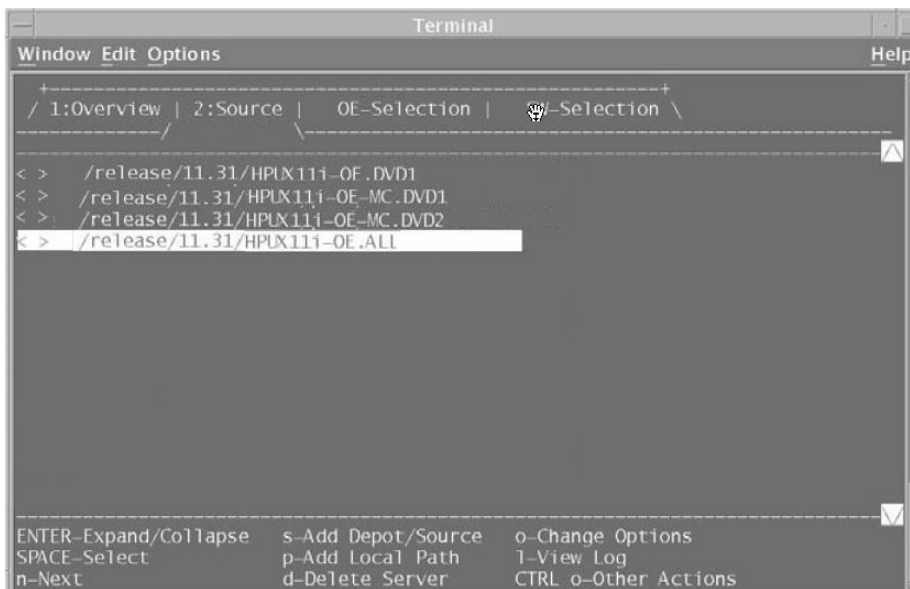 Terminal
Window Edit Options Help
/ 1:Overview | 2:Source | OE-Selection | -Selection \
< > /release/11.31/HPUX11i-OE.DVD1
< > /release/11.31/HPUX11i-OE-MC.DVD1
< > /release/11.31/HPUX11i-OE-MC.DVD2
< > /release/11.31/HPUX11i-OE.ALL
ENTER-Expand/Collapse s-Add Depot/Source o-Change Options
SPACE-Select p-Add Local Path l-View Log
n-Next d-Delete Server CTRL o-Other Actions